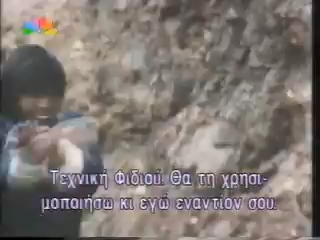 Τεχνική Φιδιού. Θα τη χρησι-
μοποιήσω κι εγώ εναντίον σου.